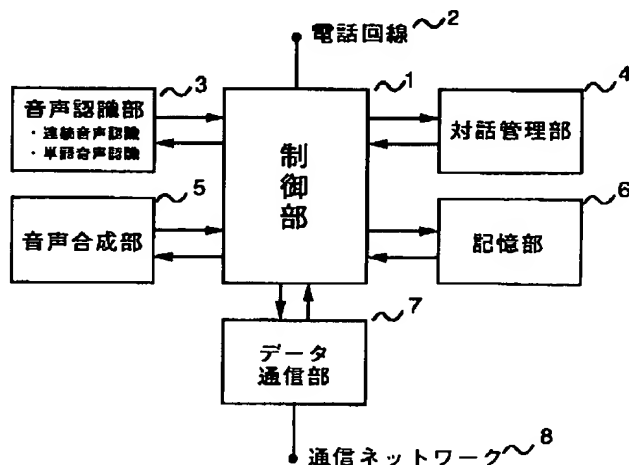 電話回線 2
音声認識部 3
・連続音声認識
・単語音声認識
制御部 1
対話管理部 4
音声合成部 5
記憶部 6
データ
通信部 7
通信ネットワーク 8